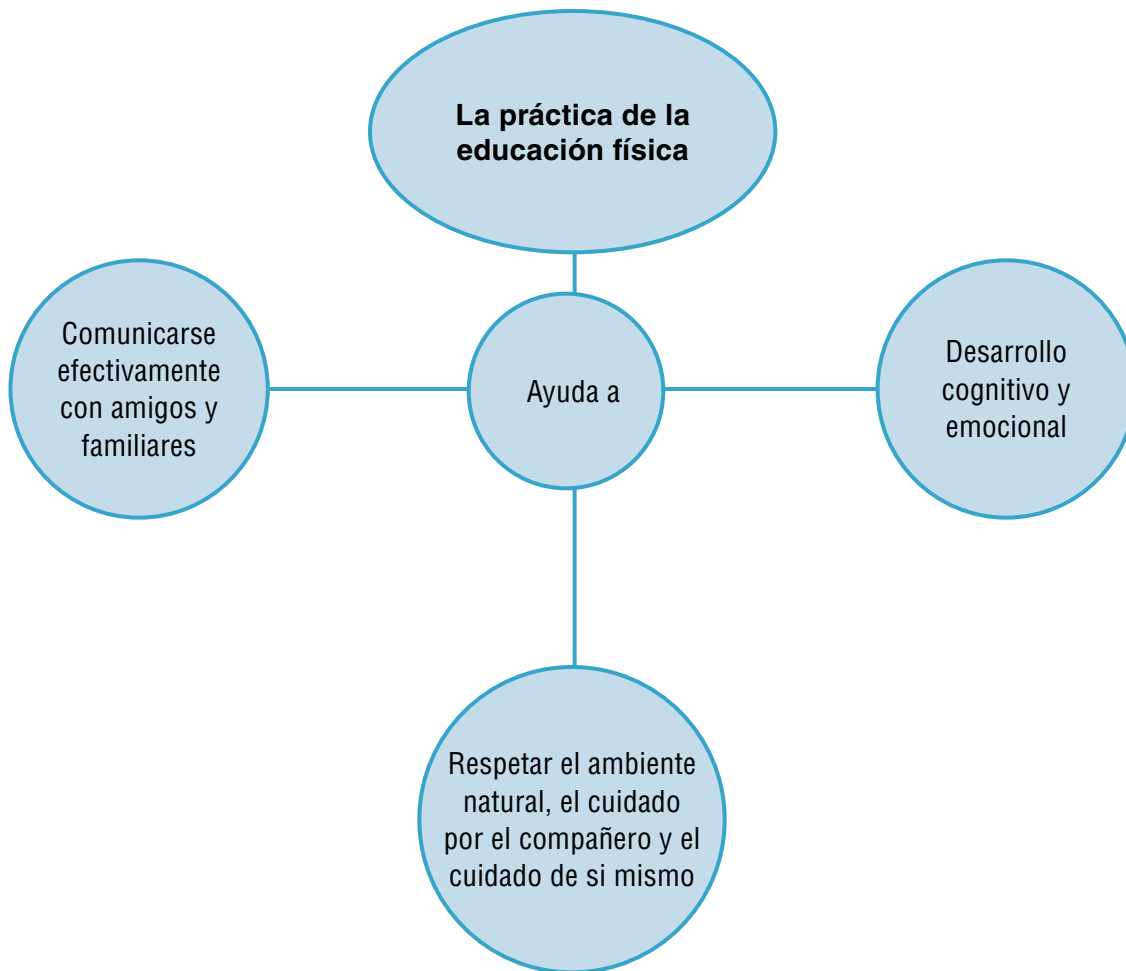 La práctica de la
educación física
Comunicarse
efectivamente
con amigos y
familiares
Ayuda a
Desarrollo
cognitivo y
emocional
Respetar el ambiente
natural, el cuidado
por el compañero y el
cuidado de si mismo